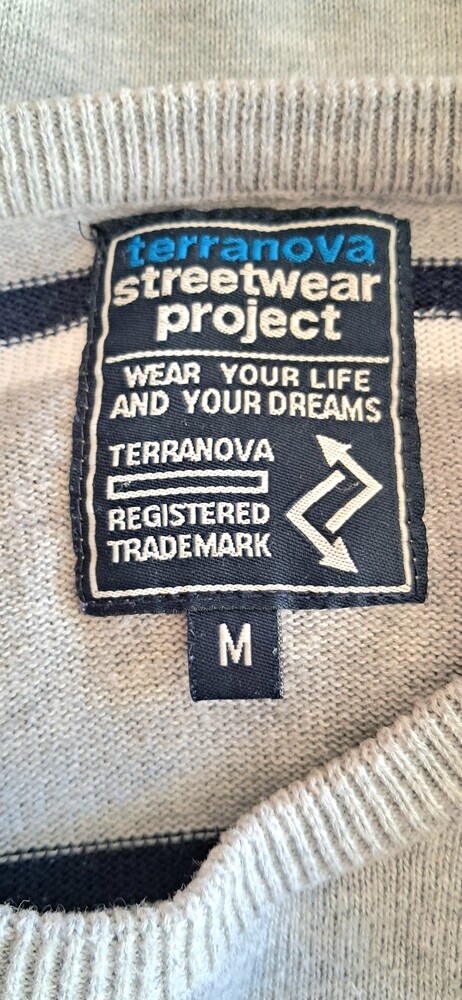 terranova
streetwear
project
WEAR YOUR LIFE
AND YOUR DREAMS
TERRANOVA
REGISTERED
TRADEMARK
M